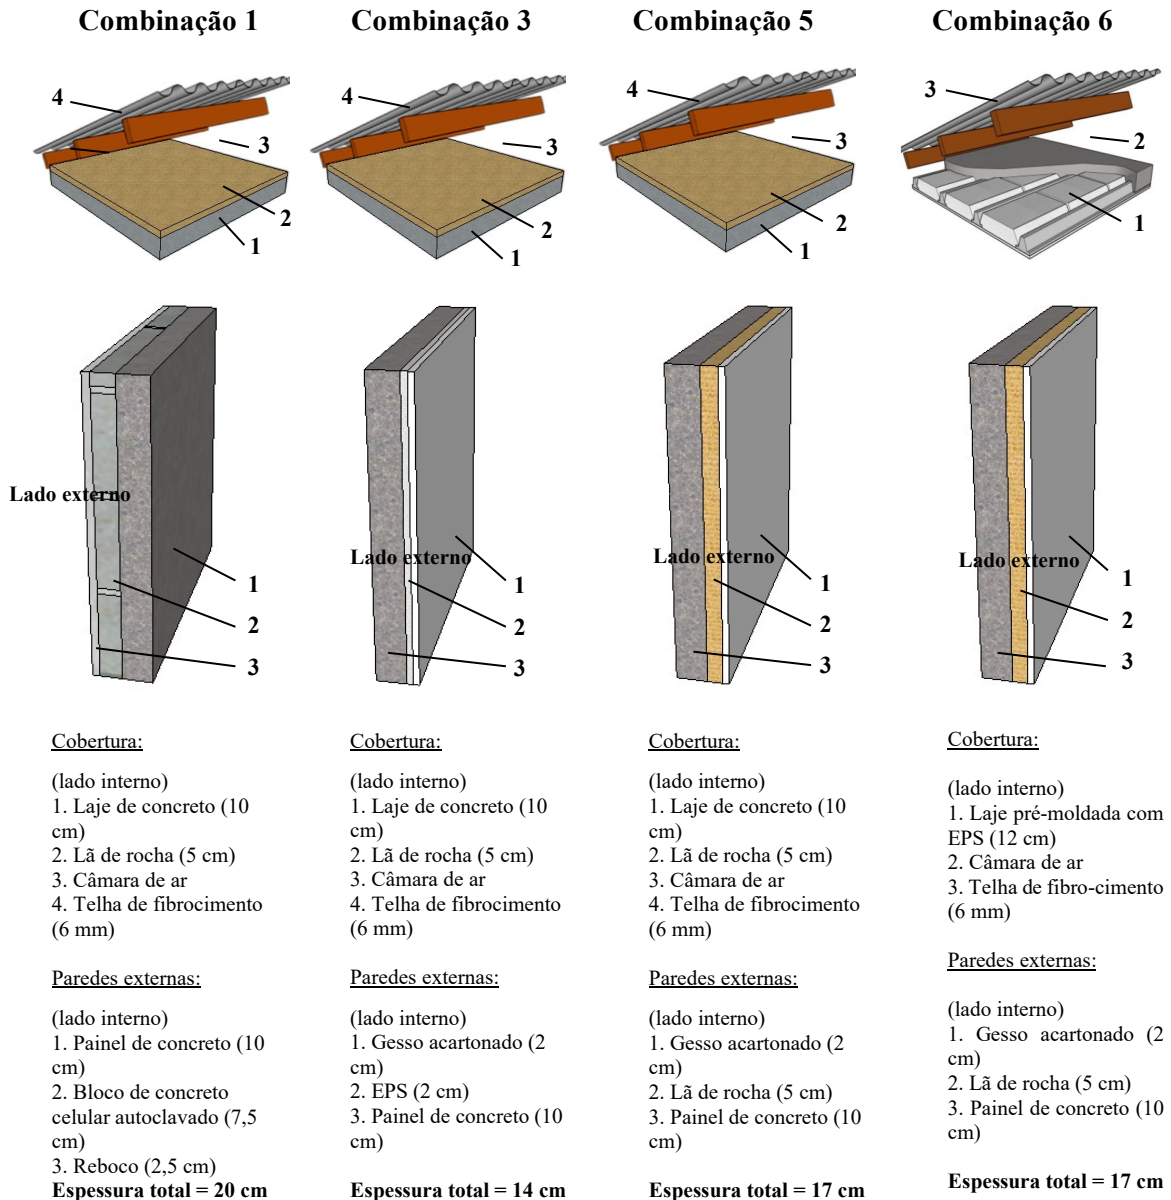 Combinação 1
4
3
2
1
Lado externo
1
2
3
Cobertura:
(lado interno)
1. Laje de concreto (10
cm)
2. Lã de rocha (5 cm)
3. Câmara de ar
4. Telha de fibrocimento
(6 mm)
Paredes externas:
(lado interno)
1. Painel de concreto (10
cm)
2. Bloco de concreto
celular autoclavado (7,5
cm)
3. Reboco (2,5 cm)
Espessura total = 20 cm
Combinação 3
4
3
2
1
Lado externo
1
2
3
Cobertura:
(lado interno)
1. Laje de concreto (10
cm)
2. Lã de rocha (5 cm)
3. Câmara de ar
4. Telha de fibrocimento
(6 mm)
Paredes externas:
(lado interno)
1. Gesso acartonado (2
cm)
2. EPS (2 cm)
3. Painel de concreto (10
cm)
Espessura total = 14 cm
Combinação 5
4
3
2
1
Lado externo
1
2
3
Cobertura:
(lado interno)
1. Laje de concreto (10
cm)
2. Lã de rocha (5 cm)
3. Câmara de ar
4. Telha de fibrocimento
(6 mm)
Paredes externas:
(lado interno)
1. Gesso acartonado (2
cm)
2. Lã de rocha (5 cm)
3. Painel de concreto (10
cm)
Espessura total = 17 cm
Combinação 6
3
2
1
Lado externo
1
2
3
Cobertura:
(lado interno)
1. Laje pré-moldada com
EPS (12 cm)
2. Câmara de ar
3. Telha de fibro-cimento
(6 mm)
Paredes externas:
(lado interno)
1. Gesso acartonado (2
cm)
2. Lã de rocha (5 cm)
3. Painel de concreto (10
cm)
Espessura total = 17 cm